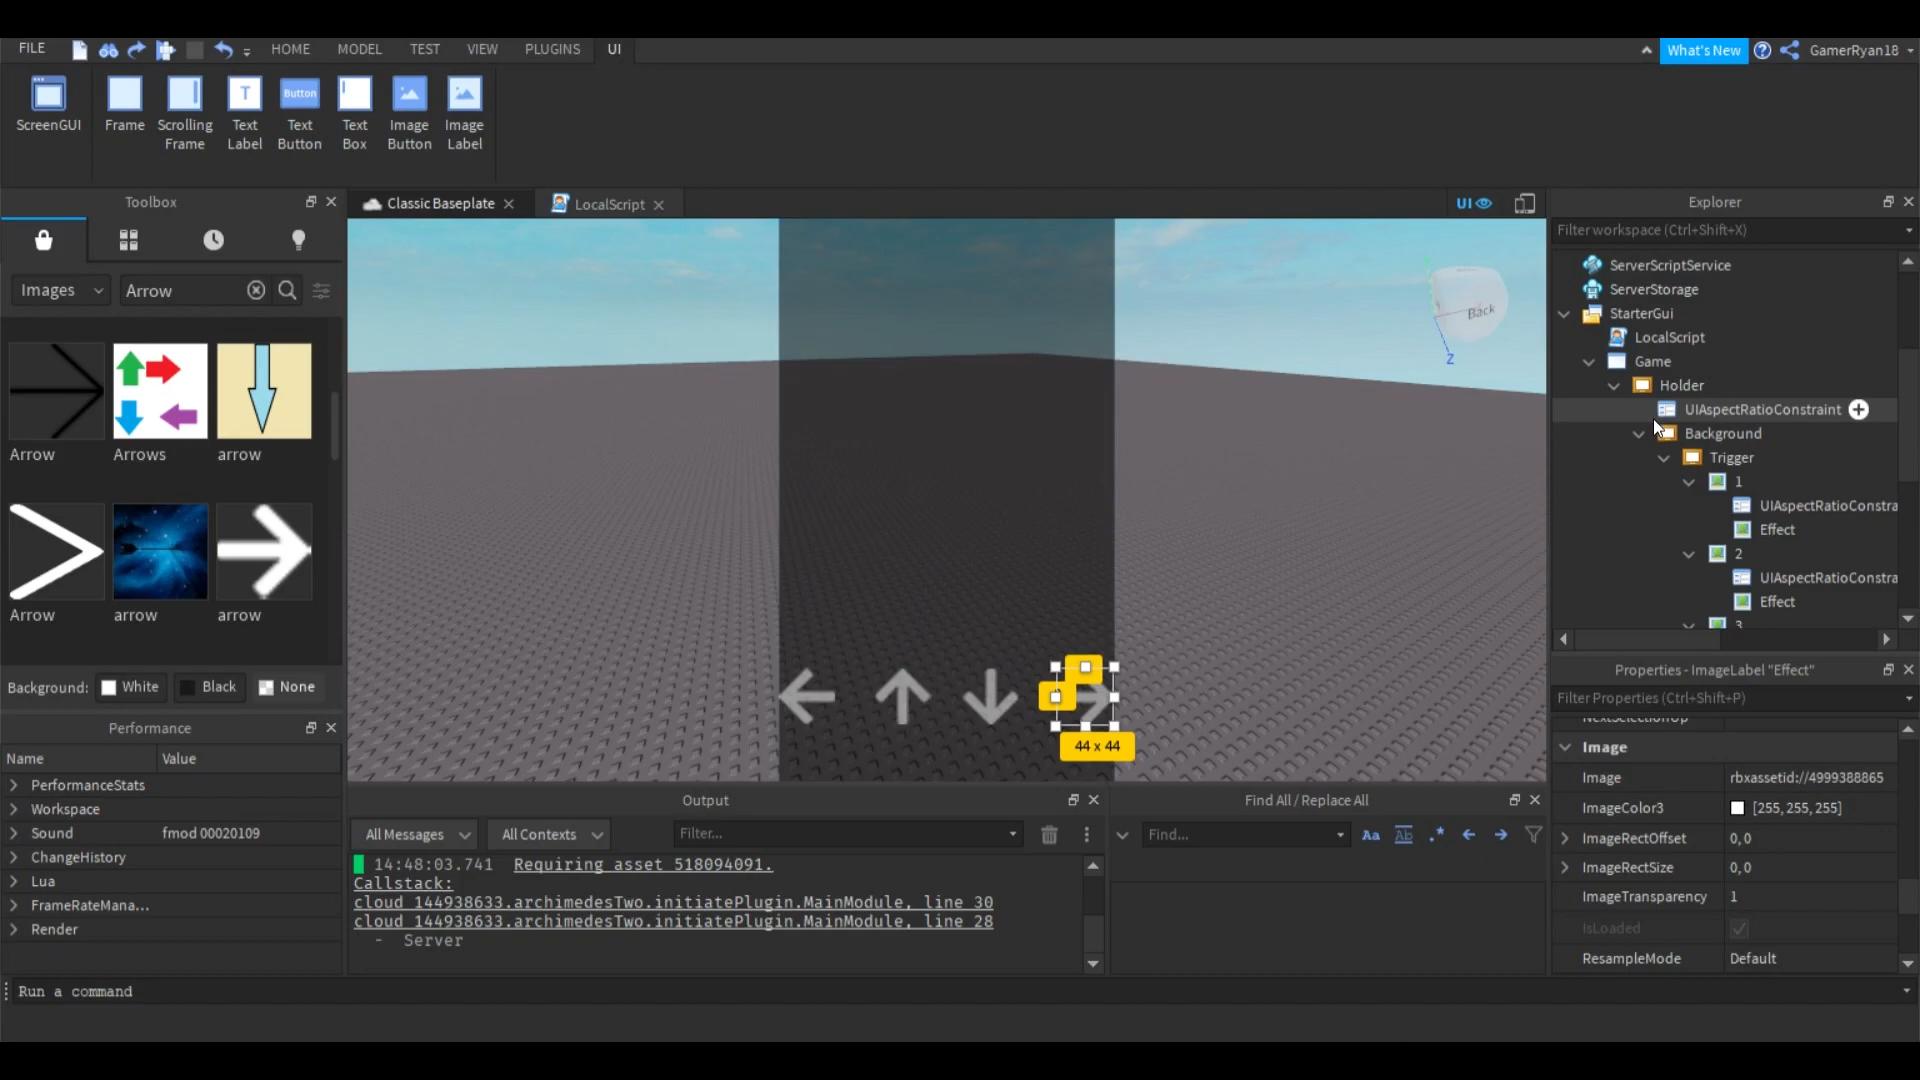 FILE
HOME
MODEL
TEST
VIEW
PLUGINS
UI
What's New
GamerRyan18
ScreenGUI
Frame
Scrolling
Frame
T
Text
Label
Button
Text
Button
Text
Box
Image
Button
Image
Label
Toolbox
Images
Arrow
Arrow
Arrows
arrow
Arrow
arrow
arrow
Background:
White
Black
None
Performance
Name
Value
PerformanceStats
Workspace
Sound
fmod 00020109
ChangeHistory
Lua
FrameRateMana...
Render
Classic Baseplate
LocalScript
UI
Back
Z
44 x 44
Output
All Messages
All Contexts
Filter...
14:48:03.741 Requiring asset 518094091.
Callstack:
cloud_144938633.archimedesTwo.initiatePlugin.MainModule, line 30
cloud_144938633.archimedesTwo.initiatePlugin.MainModule, line 28
- Server
Find All / Replace All
Find...
Aa
Ab
.*
Explorer
Filter workspace (Ctrl+Shift+X)
ServerScriptService
ServerStorage
StarterGui
LocalScript
Game
Holder
UIAspectRatioConstraint
Background
Trigger
1
UIAspectRatioConstra
Effect
2
UIAspectRatioConstra
Effect
3
Properties - ImageLabel "Effect"
Filter Properties (Ctrl+Shift+P)
NextSelectionUp
Image
Image
rbxassetid://4999388865
ImageColor3
[255, 255, 255]
ImageRectOffset
0, 0
ImageRectSize
0, 0
ImageTransparency
1
IsLoaded
ResampleMode
Default
Run a command